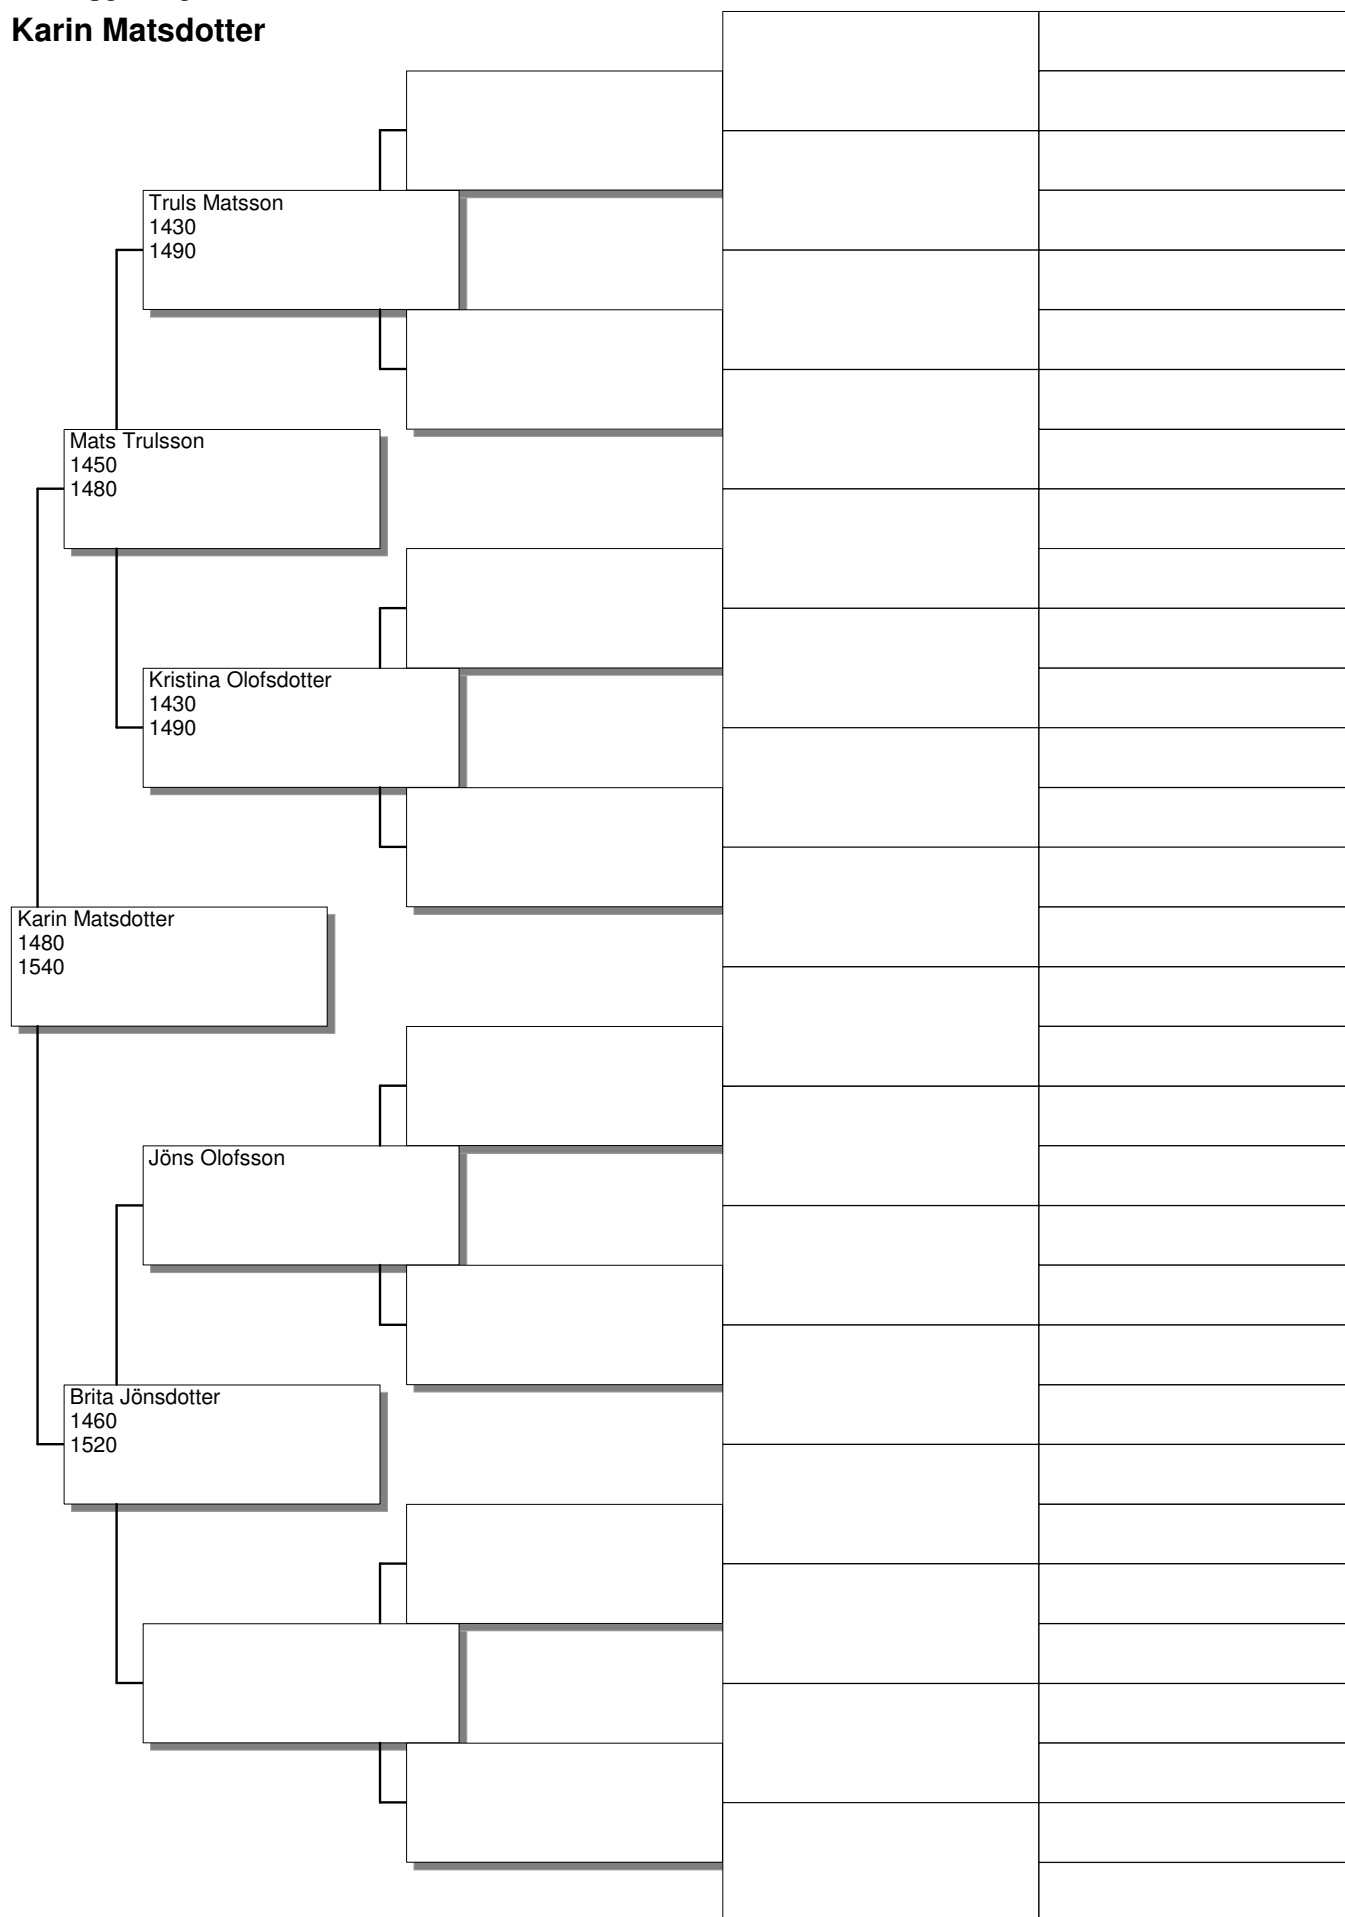 Karin Matsdotter
Truls Matsson
1430
1490
Mats Trulsson
1450
1480
Kristina Olofsdotter
1430
1490
Karin Matsdotter
1480
1540
Jöns Olofsson
Brita Jönsdotter
1460
1520